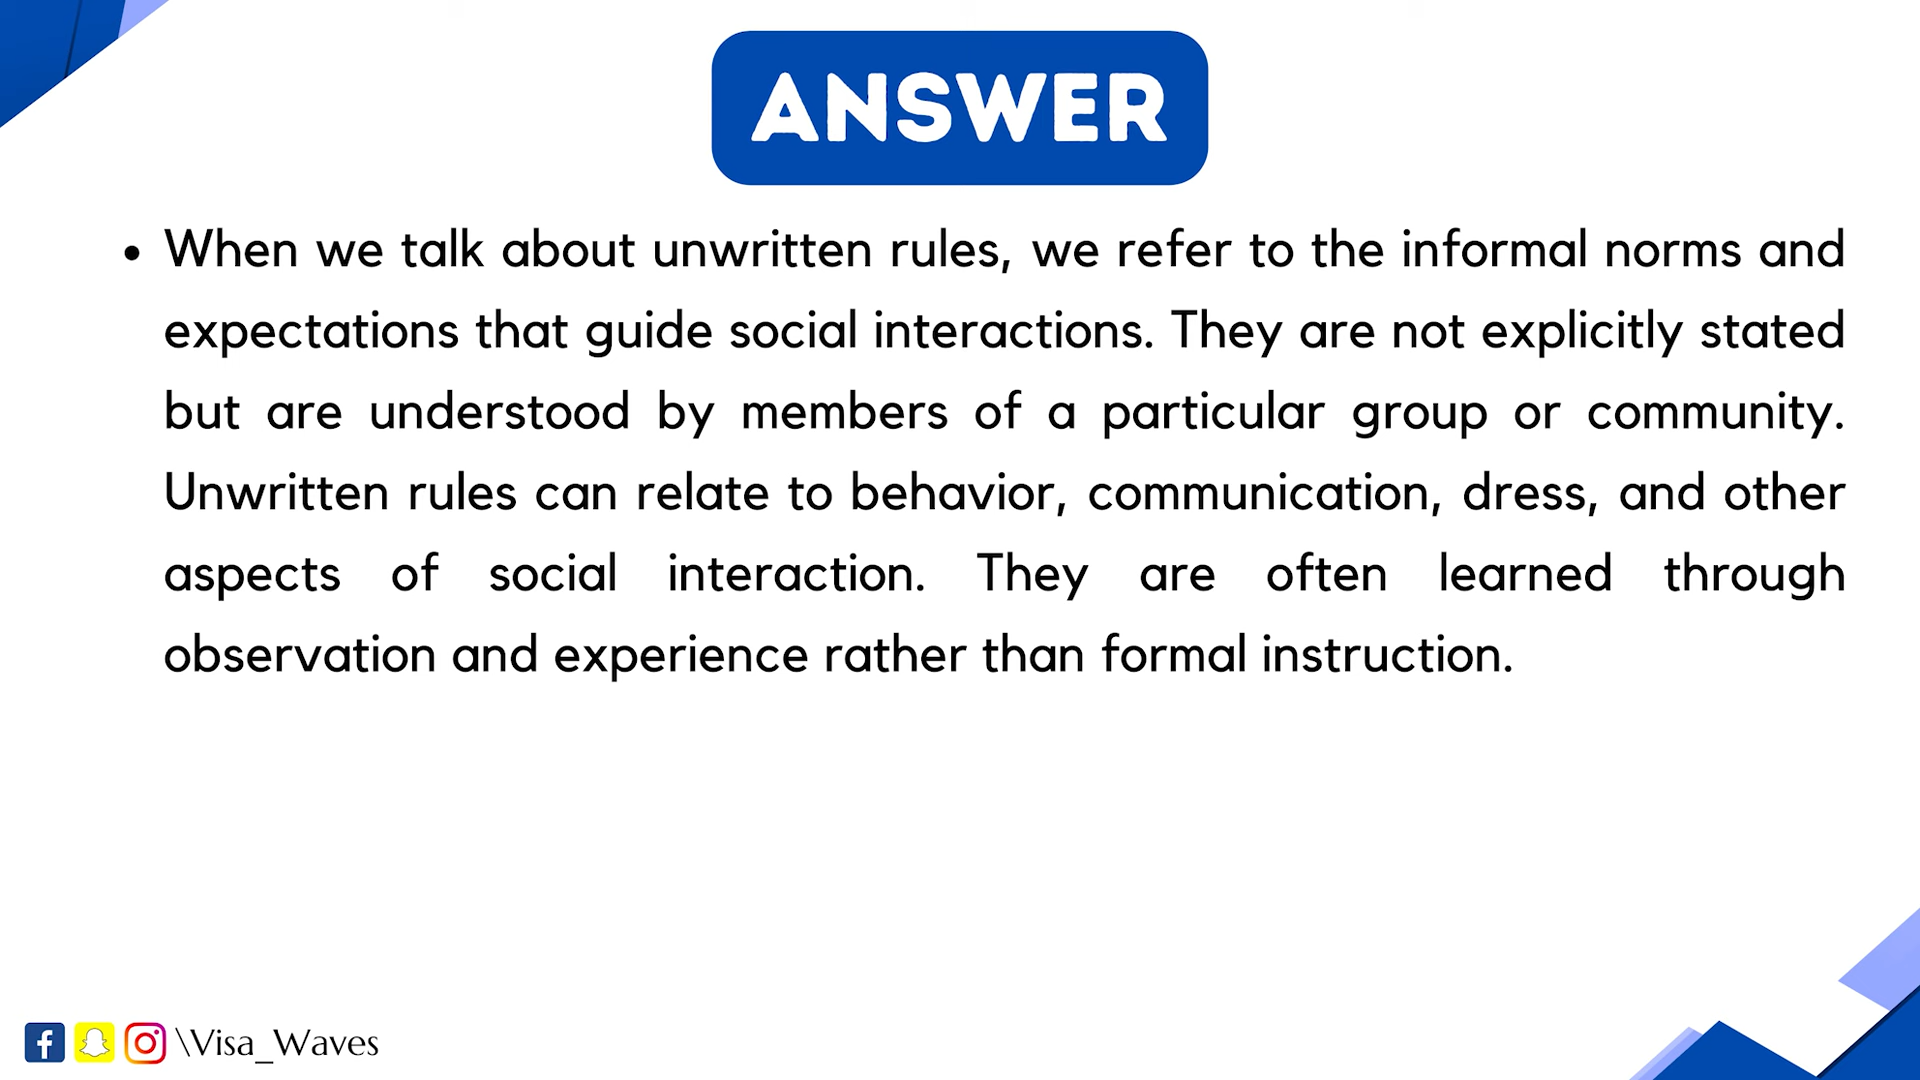 ANSWER
• When we talk about unwritten rules, we refer to the informal norms and
expectations that guide social interactions. They are not explicitly stated
but are understood by members of a particular group or community.
Unwritten rules can relate to behavior, communication, dress, and other
aspects of social interaction. They are often learned through
observation and experience rather than formal instruction.
\Visa_Waves